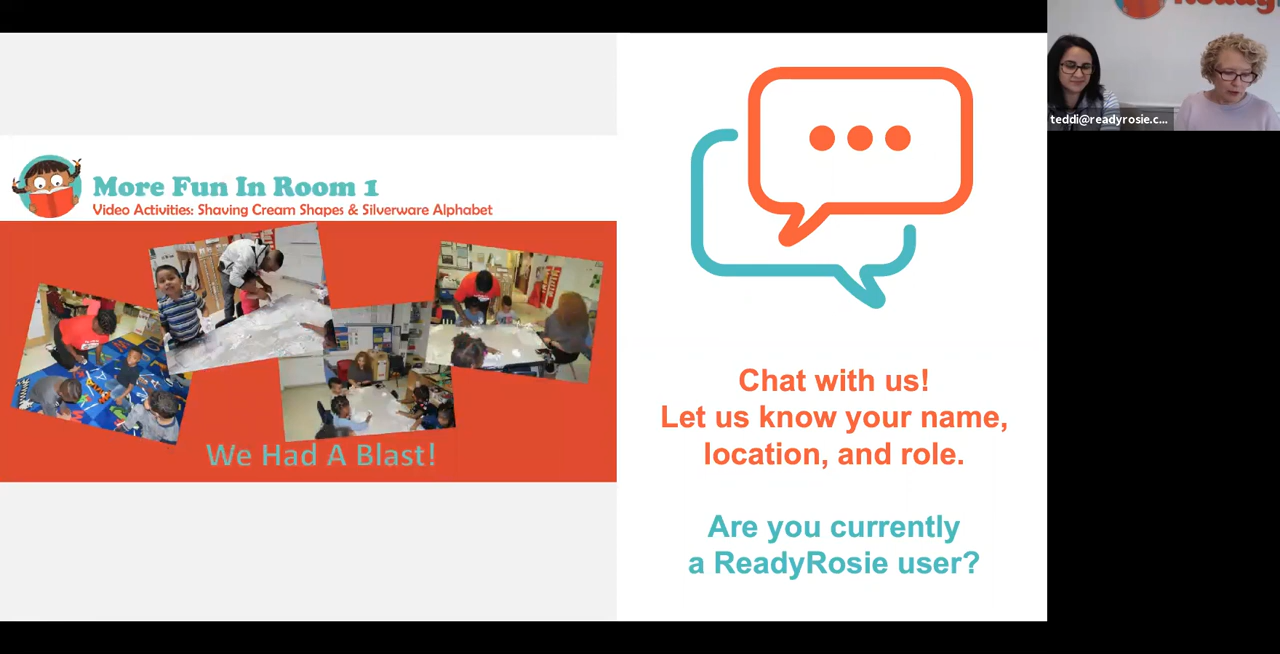 More Fun In Room 1
Video Activities: Shaving Cream Shapes & Silverware Alphabet
We Had A Blast!
Chat with us!
Let us know your name,
location, and role.
Are you currently
a ReadyRosie user?
teddi@readyrosie.c...